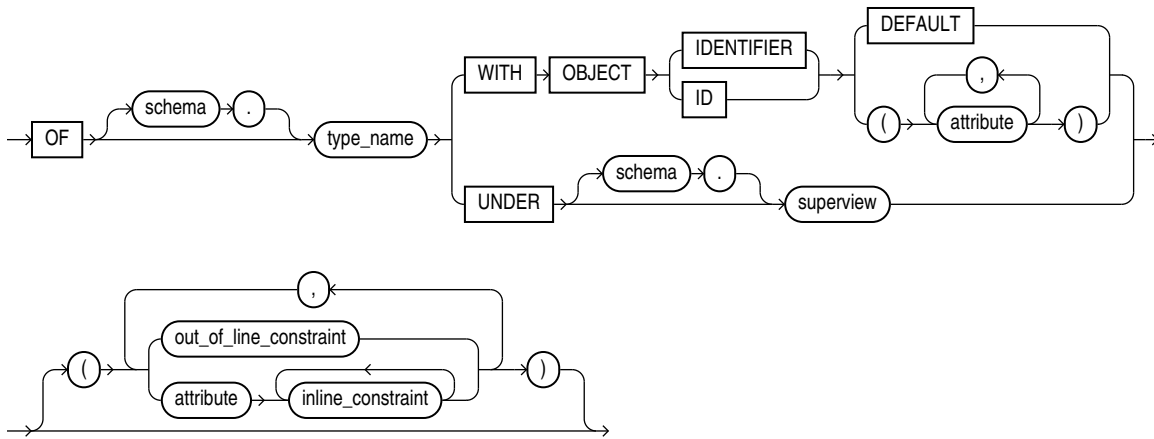 OF schema . type_name WITH OBJECT IDENTIFIER DEFAULT
ID ( attribute , )
UNDER schema . superview
( , )
out_of_line_constraint
attribute inline_constraint